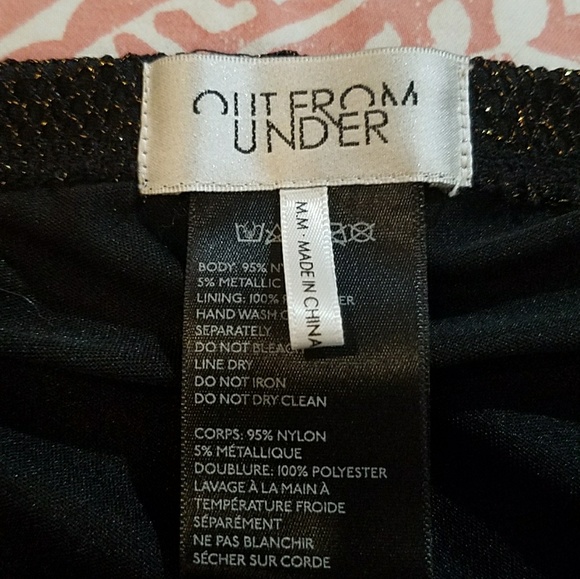 OUT FROM
UNDER
M.M · MADE IN CHINA
BODY: 95% N
5% METALLIC
LINING: 100%
HAND WASH
SEPARATELY
DO NOT BLEAC
LINE DRY
DO NOT IRON
DO NOT DRY CLEAN
CORPS: 95% NYLON
5% MÉTALLIQUE
DOUBLURE: 100% POLYESTER
LAVAGE À LA MAIN À
TEMPÉRATURE FROIDE
SÉPARÉMENT
NE PAS BLANCHIR
SÉCHER SUR CORDE